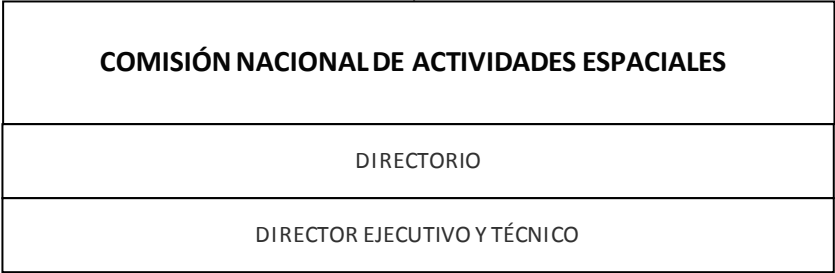 COMISIÓN NACIONAL DE ACTIVIDADES ESPACIALES
DIRECTORIO
DIRECTOR EJECUTIVO Y TÉCNICO